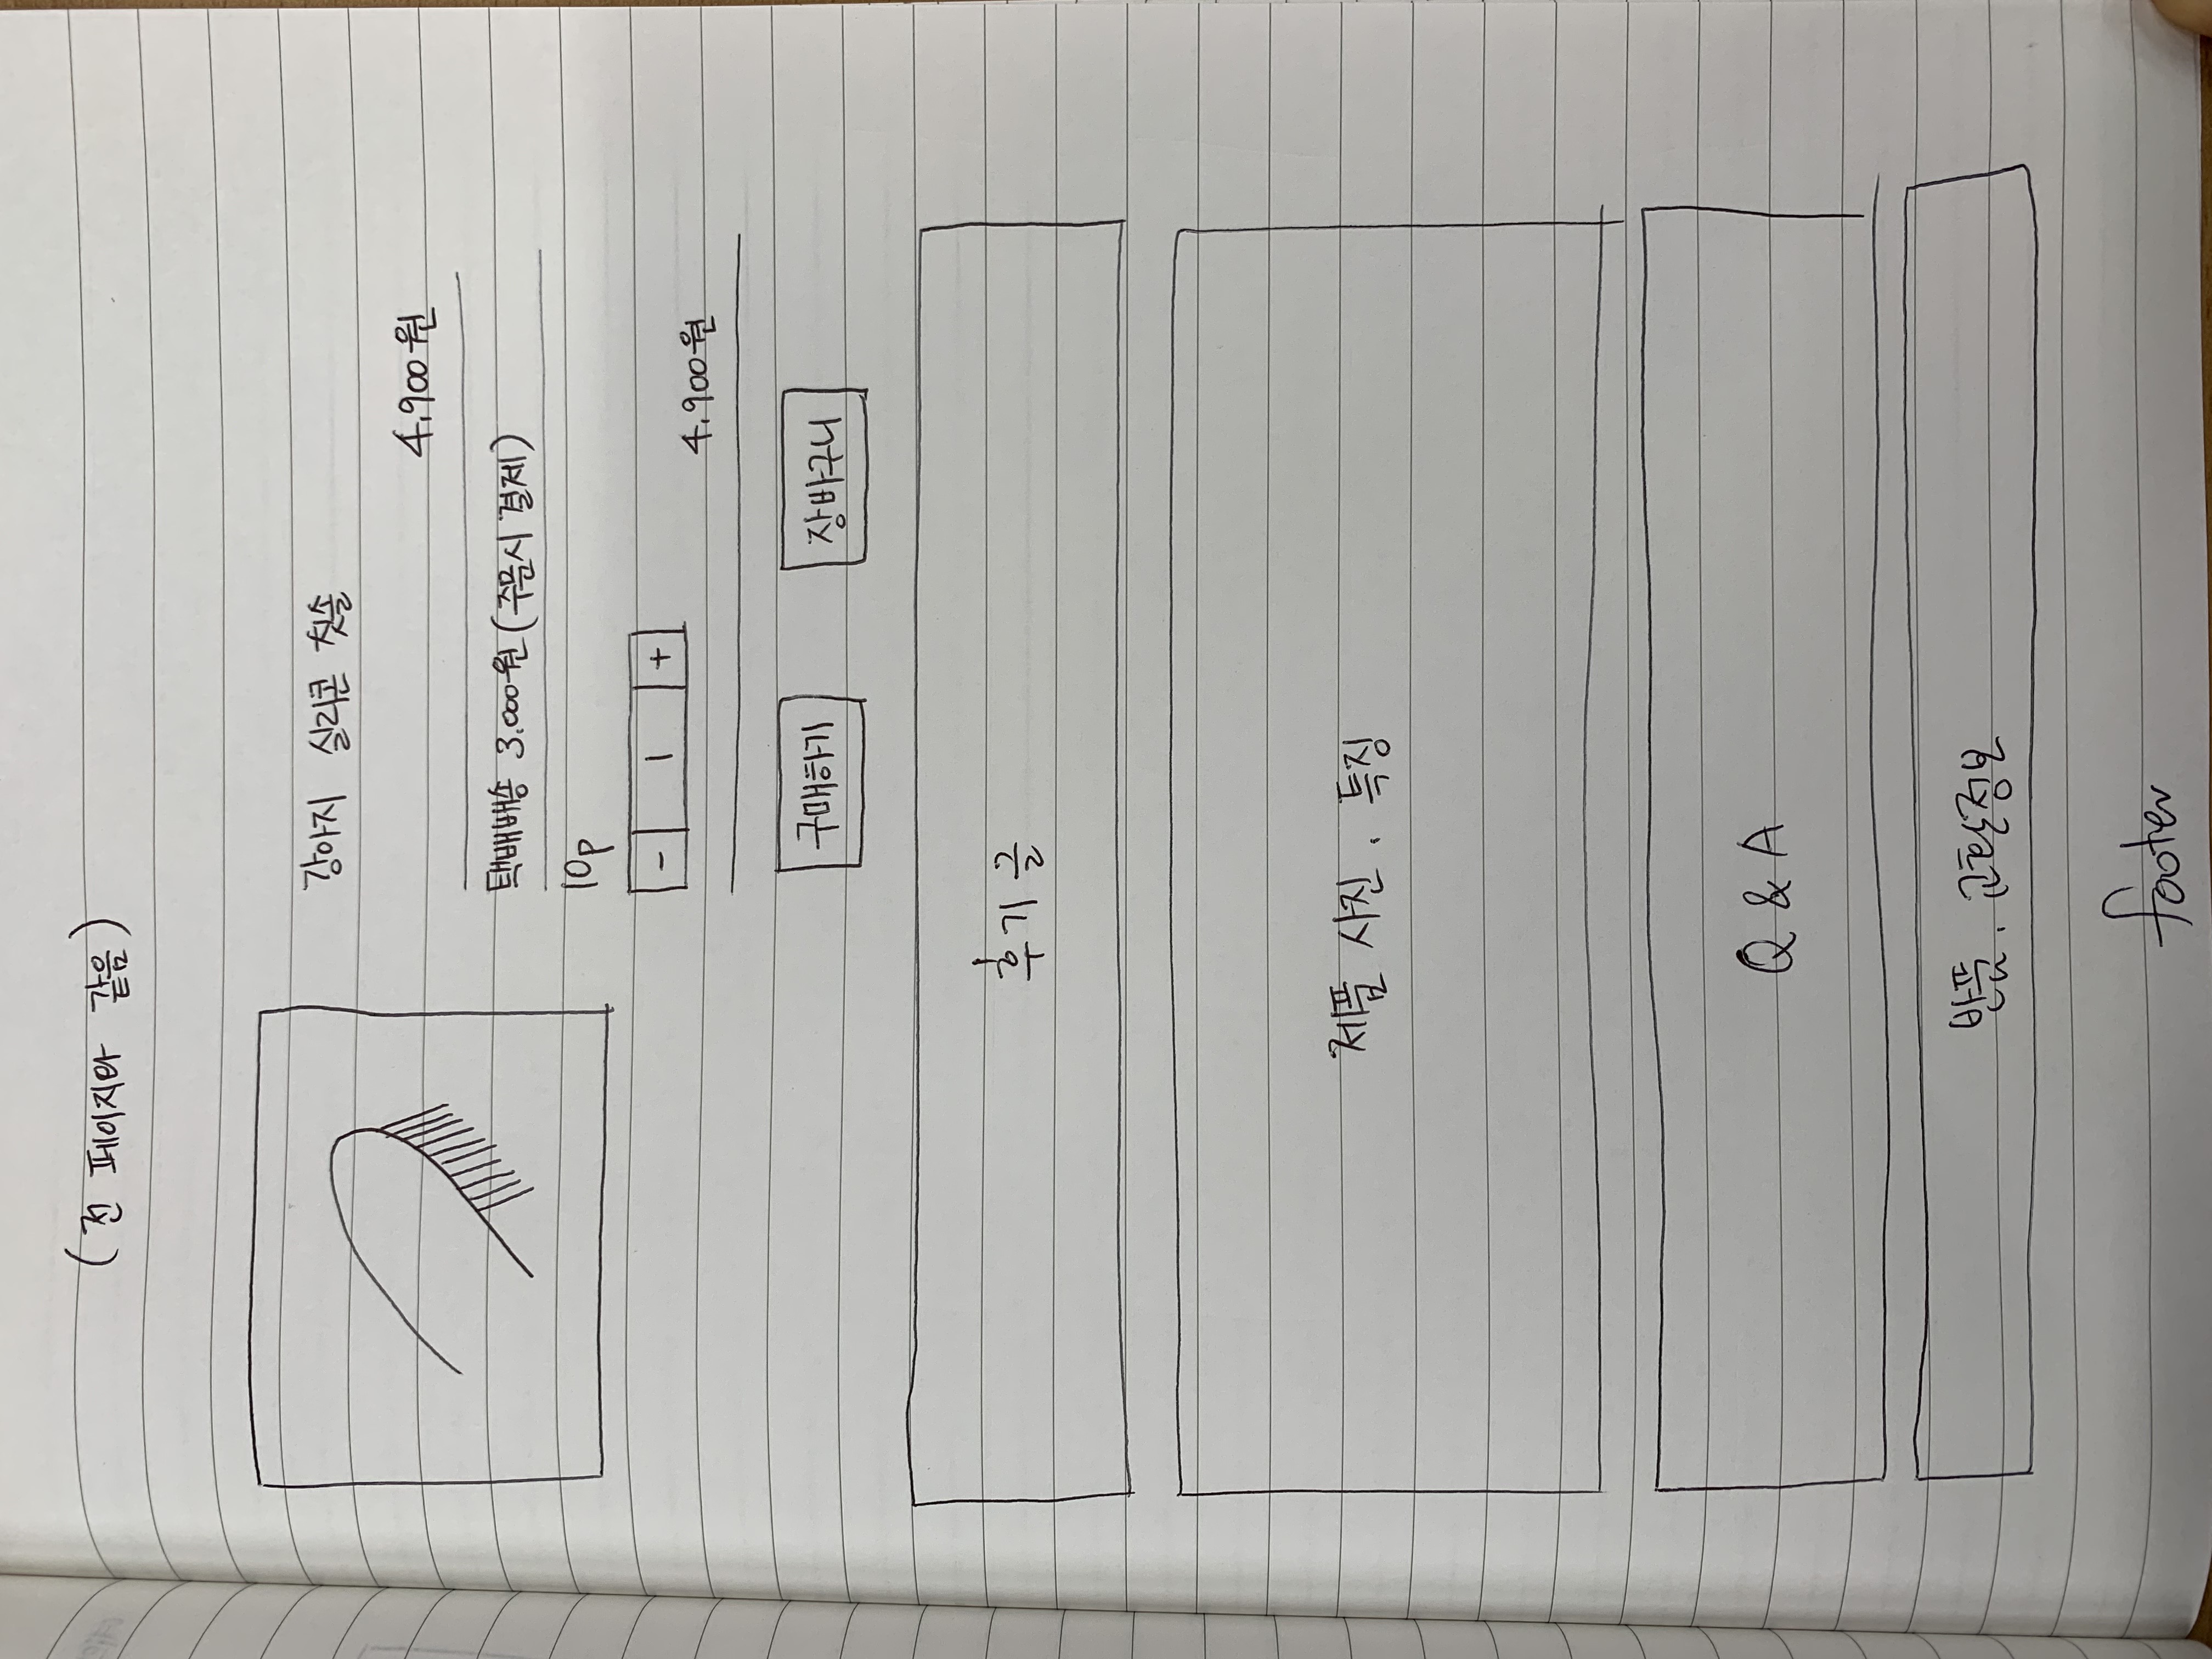 (전 페이지와 같음)
강아지 실리콘 칫솔
4,900원
택배배송 3,000원 (주문시 결제)
10p
- 1 +
4,900원
구매하기 장바구니
후기글
제품 사진, 특징
Q & A
반품, 교환정보
footer